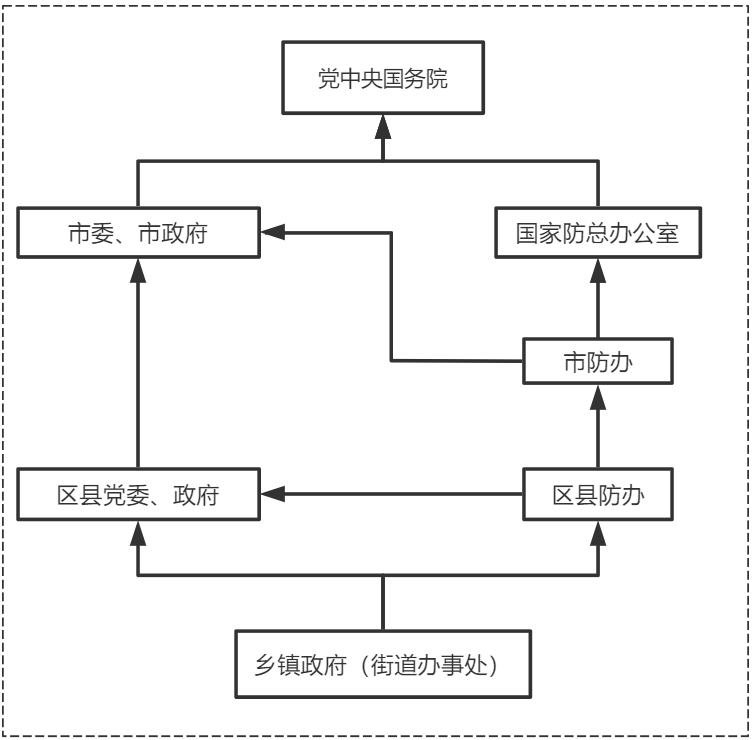 党中央国务院
市委、市政府
国家防总办公室
市防办
区县党委、政府
区县防办
乡镇政府（街道办事处）